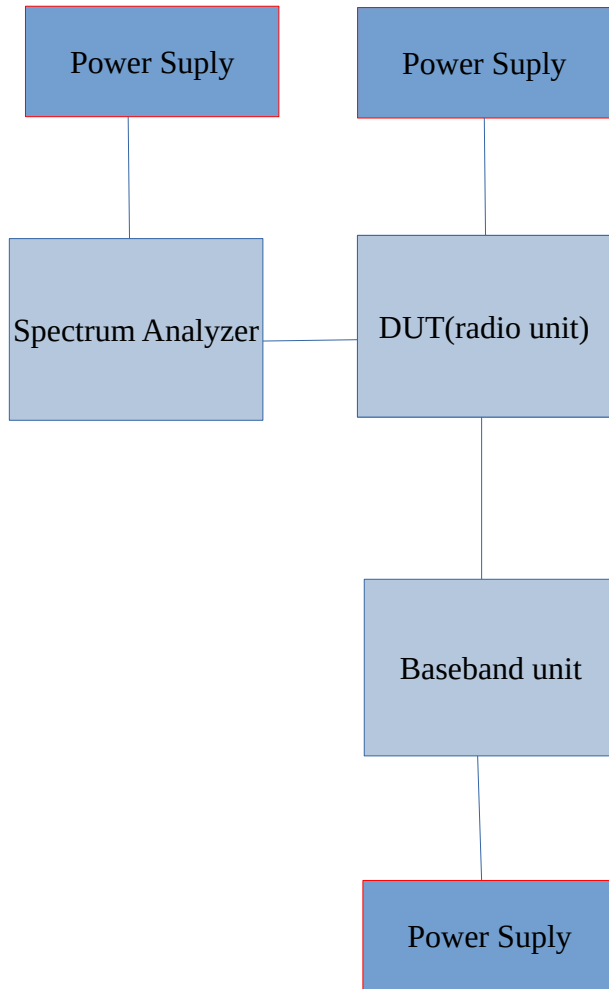 Power Suply
Power Suply
Spectrum Analyzer
DUT(radio unit)
Baseband unit
Power Suply